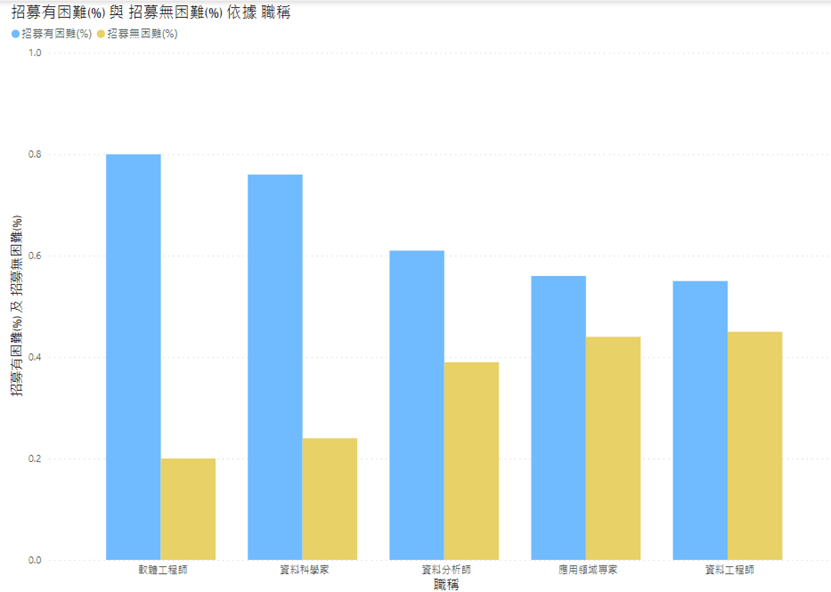 招募有困難(%) 與 招募無困難(%) 依據 職稱
招募有困難(%) 招募無困難(%)
招募有困難(%) 及 招募無困難(%)
1.0
0.8
0.6
0.4
0.2
0.0
軟體工程師 資料科學家 資料分析師 應用領域專家 資料工程師
職稱